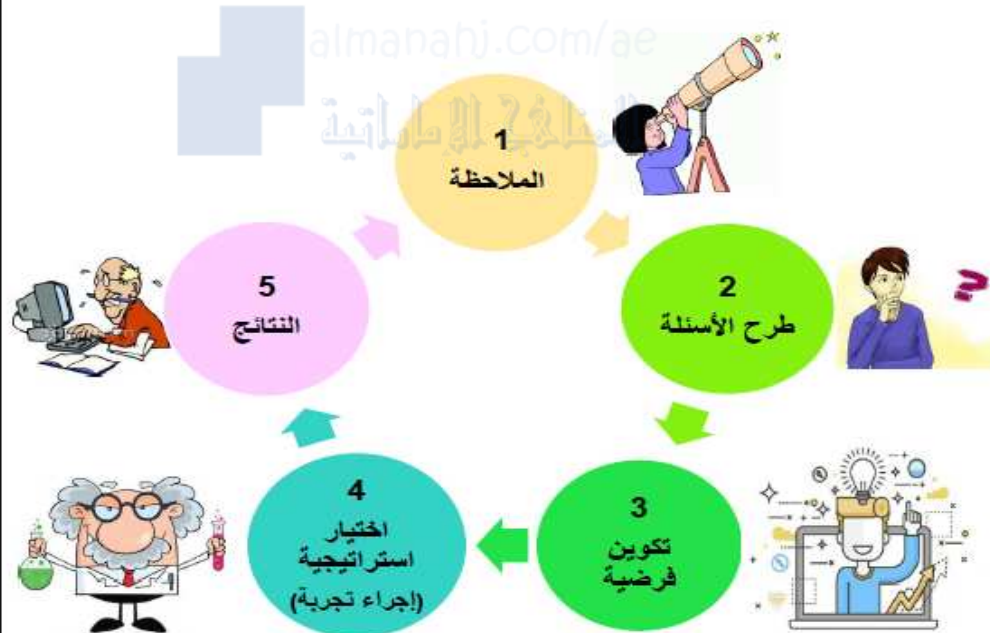 almanahj.com/ae
المناهج الإماراتية
1
الملاحظة
2
طرح الأسئلة
?
3
تكوين
فرضية
4
اختيار
استراتيجية
(إجراء تجربة)
5
النتائج